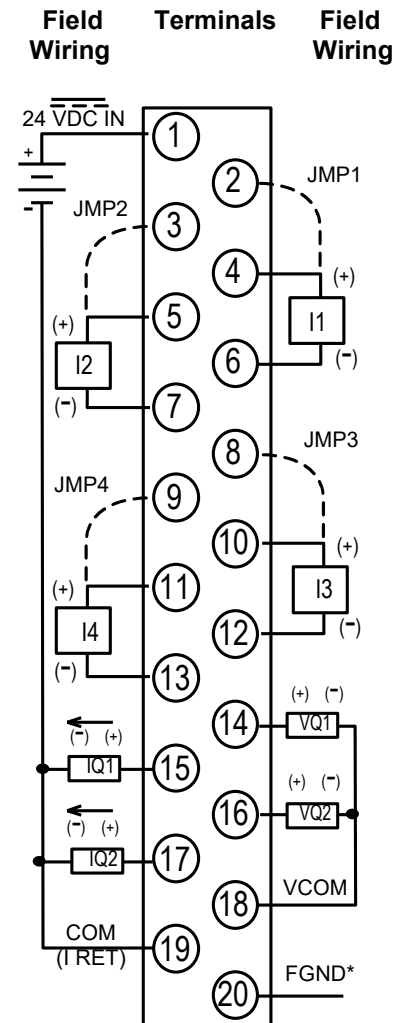 Field Wiring
Terminals
Field Wiring
24 VDC IN
+
-
1
2
JMP1
JMP2
3
4
(+)
(+)
5
I1
I2
6
(-)
(-)
7
8
JMP3
JMP4
9
10
(+)
(+)
11
I3
I4
12
(-)
(-)
13
(+) (-)
14
VQ1
(-) (+)
IQ1
15
(+) (-)
16
VQ2
(-) (+)
IQ2
17
18
VCOM
COM
(I RET)
19
20
FGND*